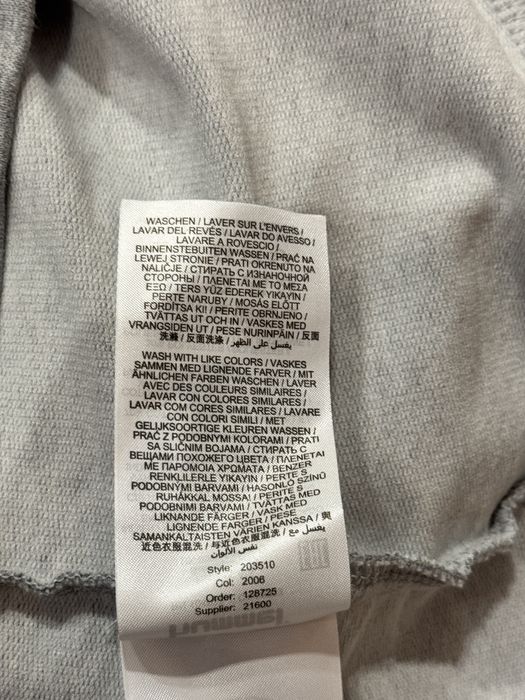 WASCHEN / LAVER SUR L'ENVERS /
LAVAR DEL REVÉS / LAVAR DO AVESSO /
LAVARE A ROVESCIO /
BINNENSTEBUITEN WASSEN / PRAĆ NA
LEWEJ STRONIE / PRATI OKRENUTO NA
NALIČJE / СТИРАТЬ С ИЗНАНОЧНОЙ
СТОРОНЫ / ΠΛΕΝΕΤΑΙ ΜΕ ΤΟ ΜΕΣΑ
ΕΞΩ / TERS YÜZ EDEREK YIKAYIN /
PERTE NARUBY / MOSÁS ELŐTT
FORDÍTSA KI! / PERITE OBRNJENO /
TVÄTTAS UT OCH IN / VASKES MED
VRANGSIDEN UT / PESE NURINPÄIN / 反面
洗滌 / 反面洗涤 / يغسل على الظهر /
WASH WITH LIKE COLORS / VASKES
SAMMEN MED LIGNENDE FARVER / MIT
ÄHNLICHEN FARBEN WASCHEN / LAVER
AVEC DES COULEURS SIMILAIRES /
LAVAR CON COLORES SIMILARES /
LAVAR COM CORES SIMILARES / LAVARE
CON COLORI SIMILI / MET
GELIJKSOORTIGE KLEUREN WASSEN /
PRAĆ Z PODOBNYMI KOLORAMI / PRATI
SA SLIČNIM BOJAMA / СТИРАТЬ С
ВЕЩАМИ ПОХОЖЕГО ЦВЕТА / ΠΛΕΝΕΤΑΙ
ΜΕ ΠΑΡΟΜΟΙΑ ΧΡΩΜΑΤΑ / BENZER
RENKLILERLE YIKAYIN / PERTE S
PODOBNÝMI BARVAMI / HASONLÓ SZÍNŰ
RUHÁKKAL MOSSA! / PERITE S
PODOBNIMI BARVAMI / TVÄTTAS MED
LIKNANDE FÄRGER / VASK MED
LIGNENDE FARGER / PESE
SAMANKALTAISTEN VÄRIEN KANSSA / 與
近色衣服混洗 / 与近色衣服混洗 / يغسل مع
نفس الألوان
Style: 203510
Col: 2006
Order: 128725
Supplier: 21600